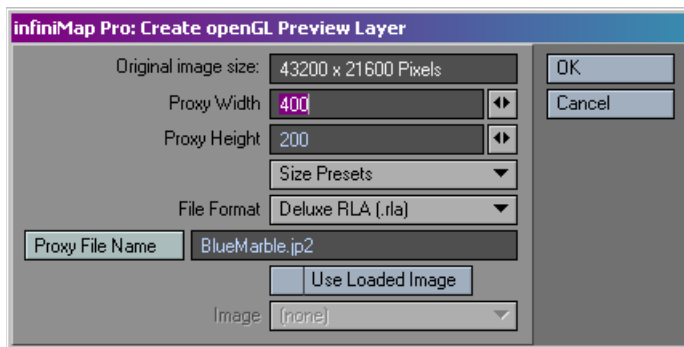 infiniMap Pro: Create openGL Preview Layer
Original image size: 43200 x 21600 Pixels
OK
Proxy Width 400
Cancel
Proxy Height 200
Size Presets
File Format Deluxe RLA (.rla)
Proxy File Name BlueMarble.jp2
Use Loaded Image
Image (none)